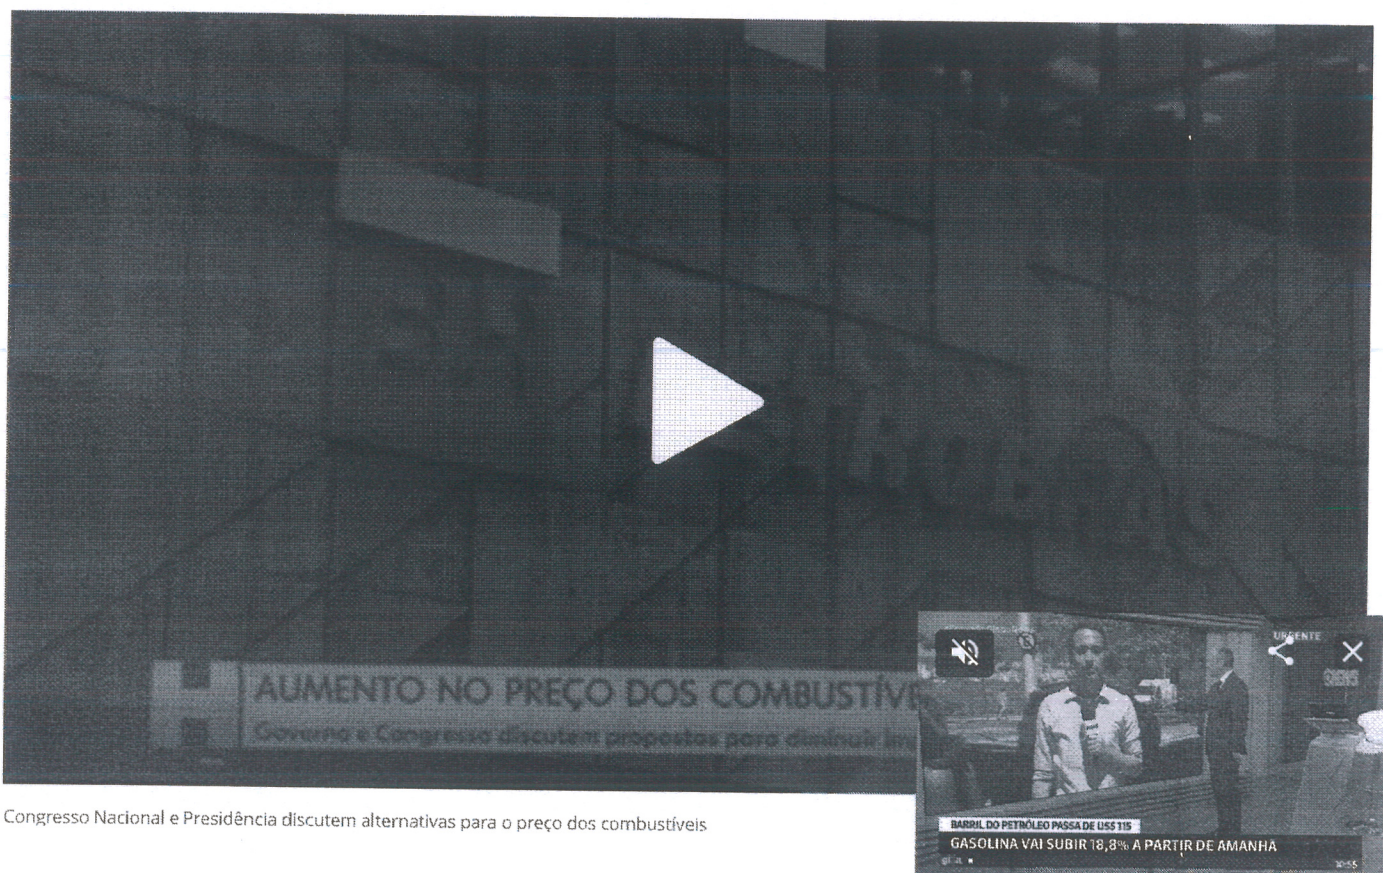 PETROBRAS
AUMENTO NO PREÇO DOS COMBUSTÍVE
Governo e Congresso discutem propostas para diminuir
URGENTE
BARRIL DO PETRÓLEO PASSA DE US$ 115
GASOLINA VAI SUBIR 18,8% A PARTIR DE AMANHÃ
10:55
Congresso Nacional e Presidência discutem alternativas para o preço dos combustíveis